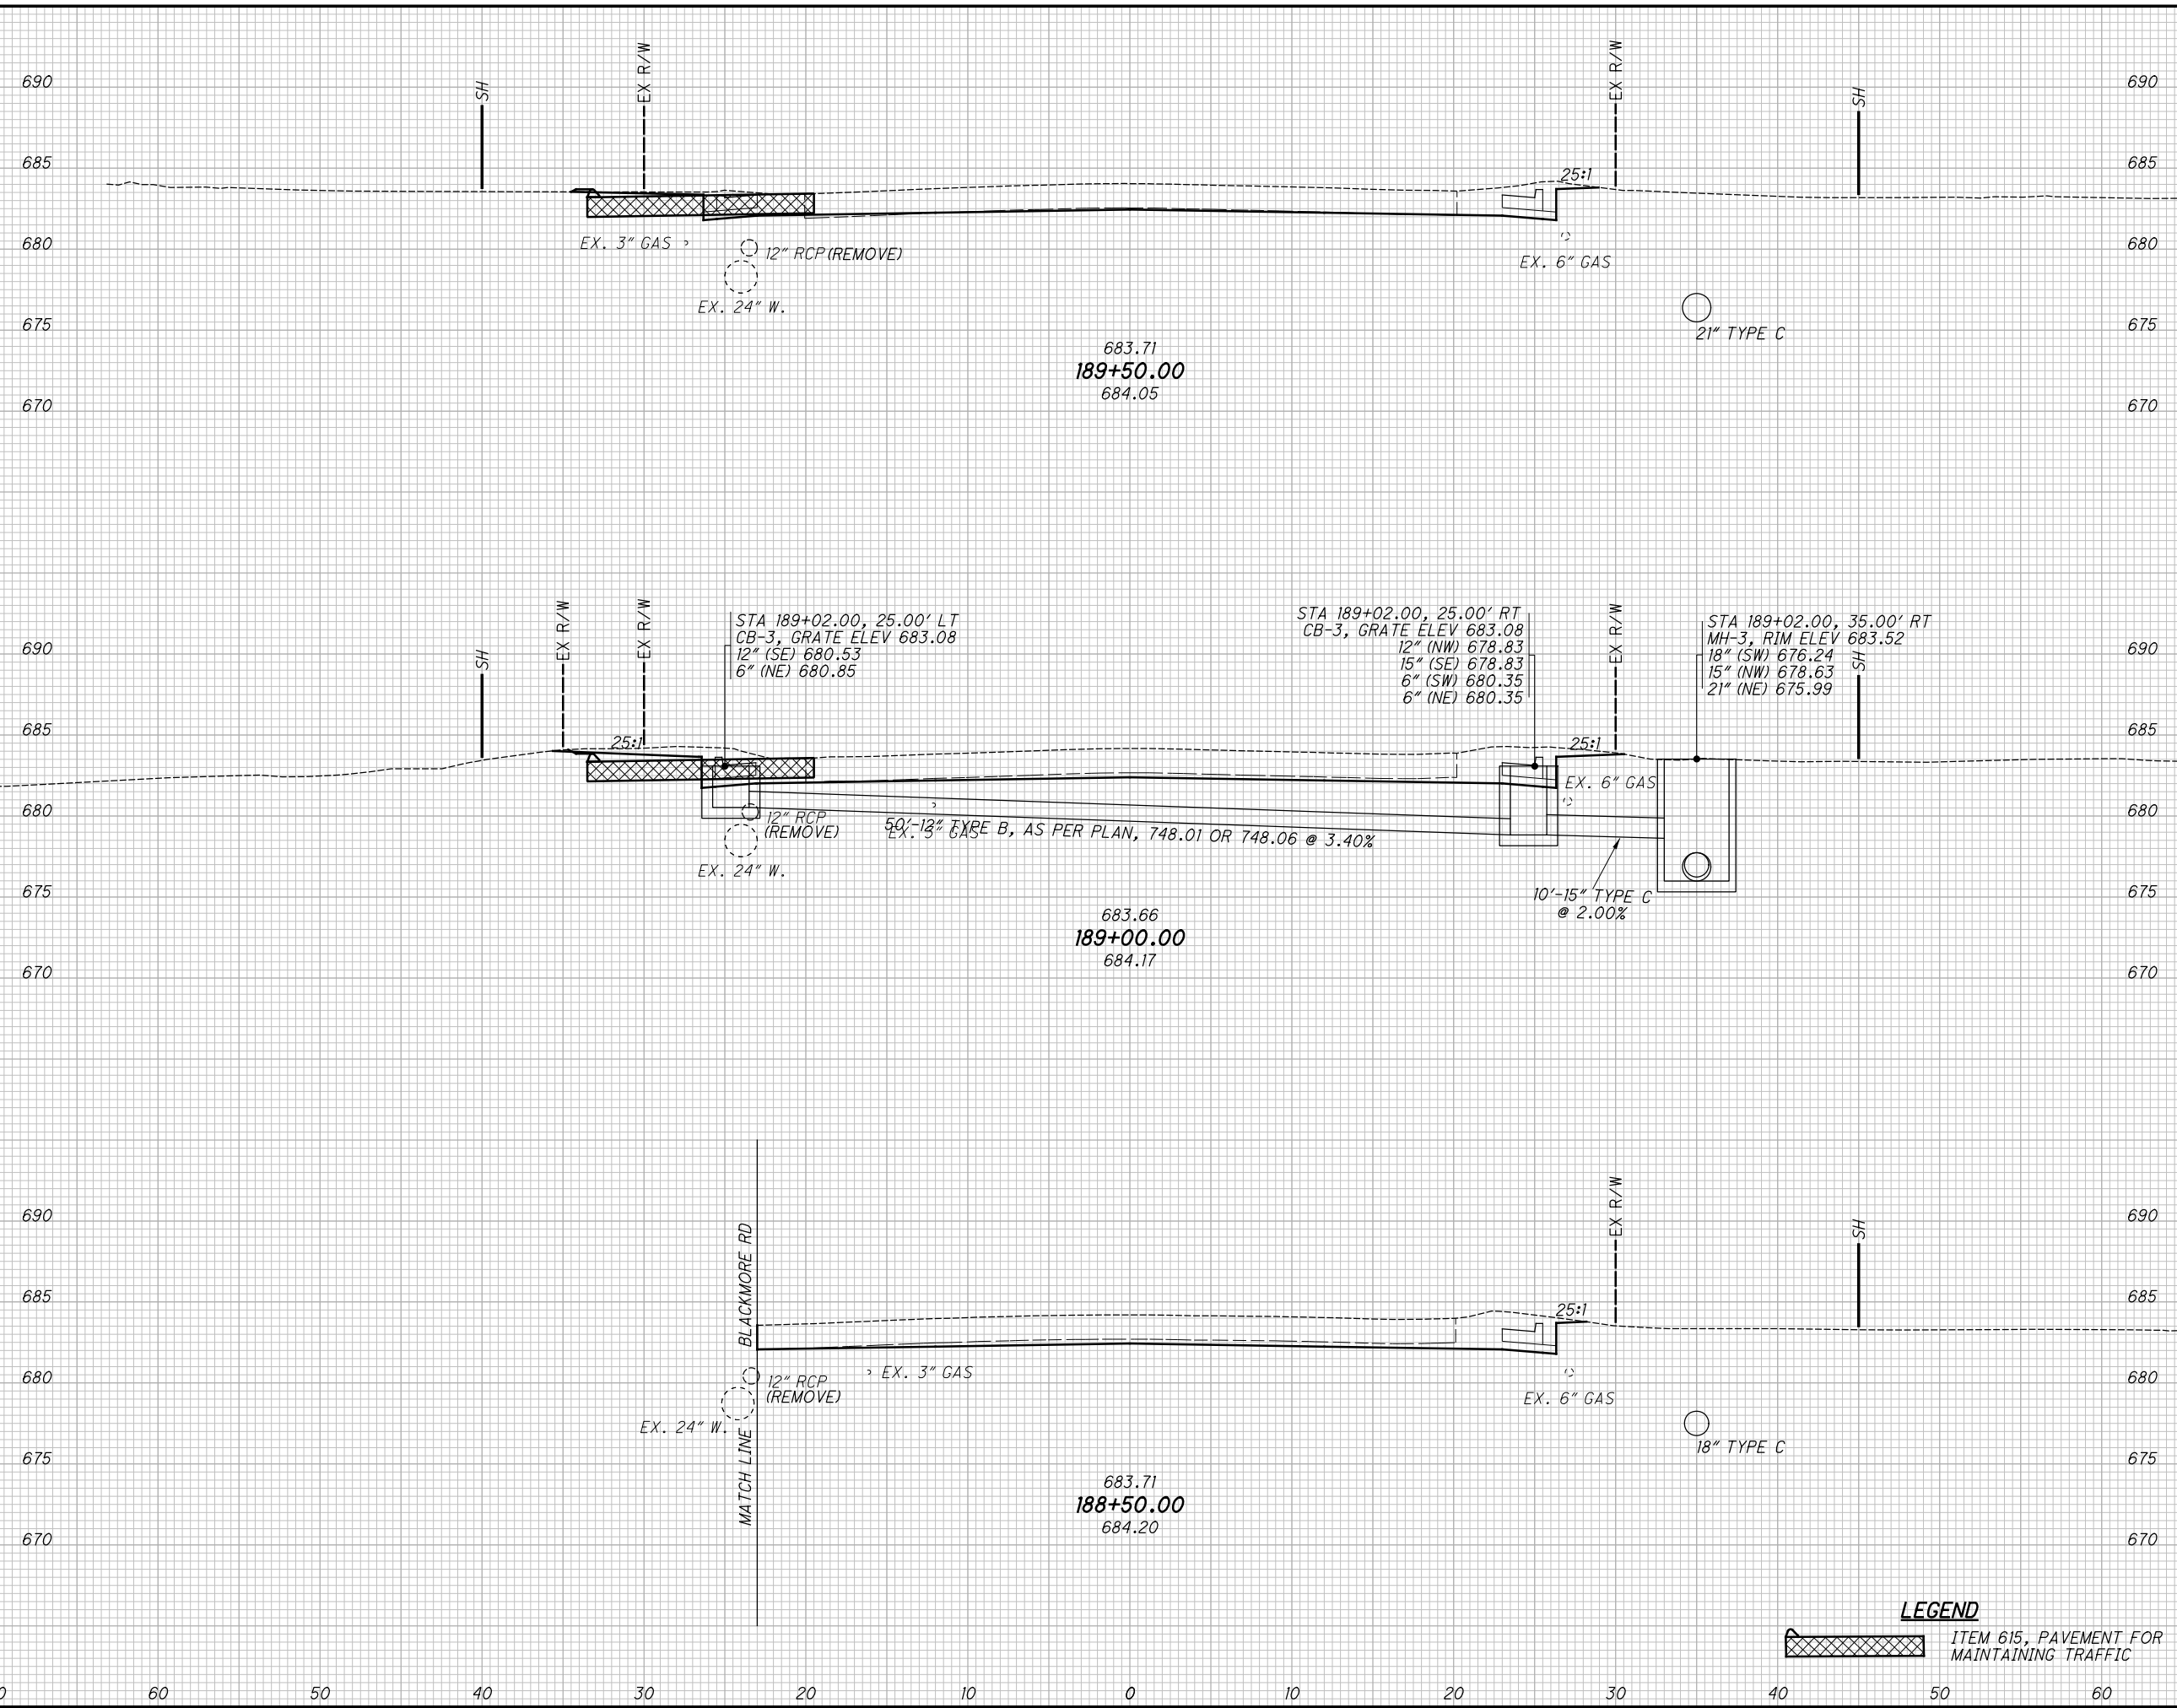 EX R/W
EX R/W
SH
SH
690
690
685
685
25:1
680
680
EX. 3" GAS
12" RCP (REMOVE)
EX. 6" GAS
EX. 24" W.
675
675
21" TYPE C
683.71
189+50.00
684.05
670
670
EX R/W
EX R/W
EX R/W
SH
SH
STA 189+02.00, 25.00' LT
CB-3, GRATE ELEV 683.08
12" (SE) 680.53
6" (NE) 680.85
STA 189+02.00, 25.00' RT
CB-3, GRATE ELEV 683.08
12" (NW) 678.83
15" (SE) 678.83
6" (SW) 680.35
6" (NE) 680.35
STA 189+02.00, 35.00' RT
MH-3, RIM ELEV 683.52
18" (SW) 676.24
15" (NW) 678.63
21" (NE) 675.99
690
690
685
685
25:1
25:1
EX. 6" GAS
680
680
12" RCP
(REMOVE)
EX. 3" GAS
50'-12" TYPE B, AS PER PLAN, 748.01 OR 748.06 @ 3.40%
EX. 24" W.
675
675
10'-15" TYPE C
@ 2.00%
683.66
189+00.00
684.17
670
670
EX R/W
SH
690
690
BLACKMORE RD
685
685
25:1
680
680
EX. 3" GAS
12" RCP
(REMOVE)
EX. 6" GAS
EX. 24" W.
MATCH LINE
675
675
18" TYPE C
683.71
188+50.00
684.20
670
670
LEGEND
ITEM 615, PAVEMENT FOR
MAINTAINING TRAFFIC
60 50 40 30 20 10 0 10 20 30 40 50 60